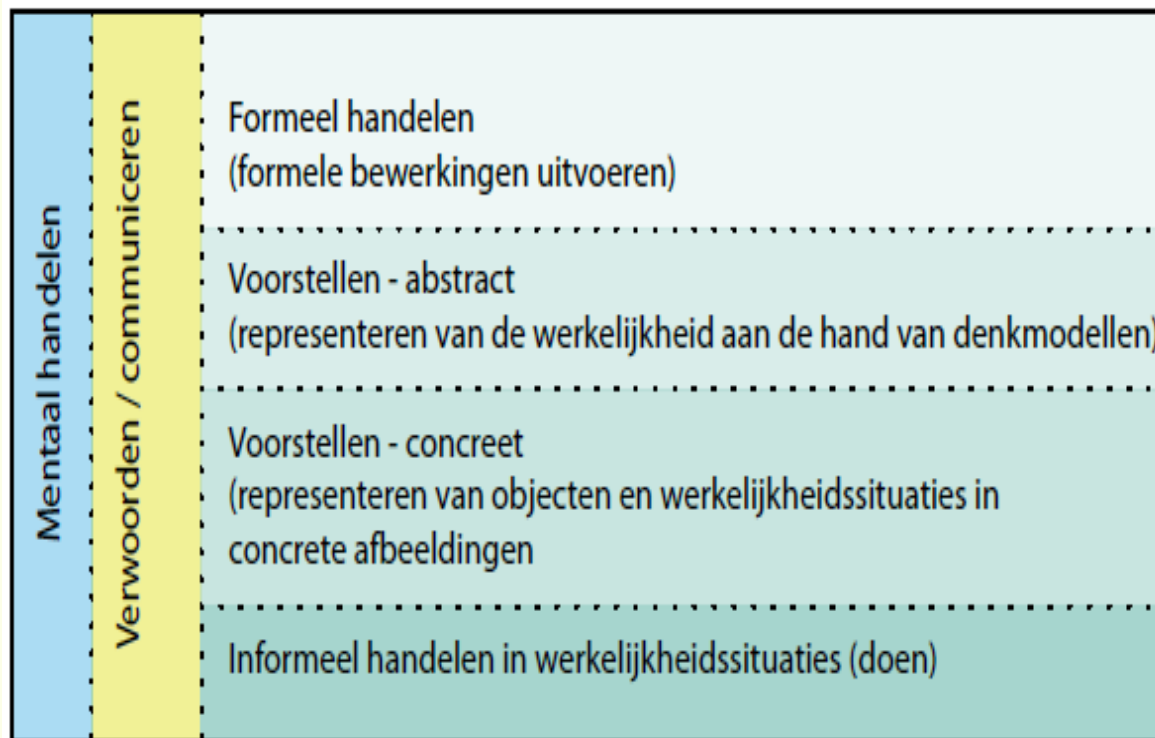 Mentaal handelen
Verwoorden / communiceren
Formeel handelen
(formele bewerkingen uitvoeren)
Voorstellen - abstract
(representeren van de werkelijkheid aan de hand van denkmodellen)
Voorstellen - concreet
(representeren van objecten en werkelijkheidssituaties in
concrete afbeeldingen
Informeel handelen in werkelijkheidssituaties (doen)